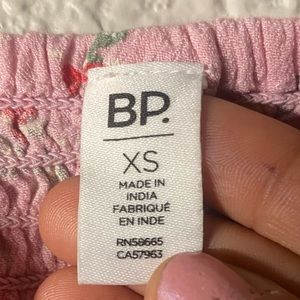 BP.
XS
MADE IN
INDIA
FABRIQUÉ
EN INDE
RN58665
CA57963